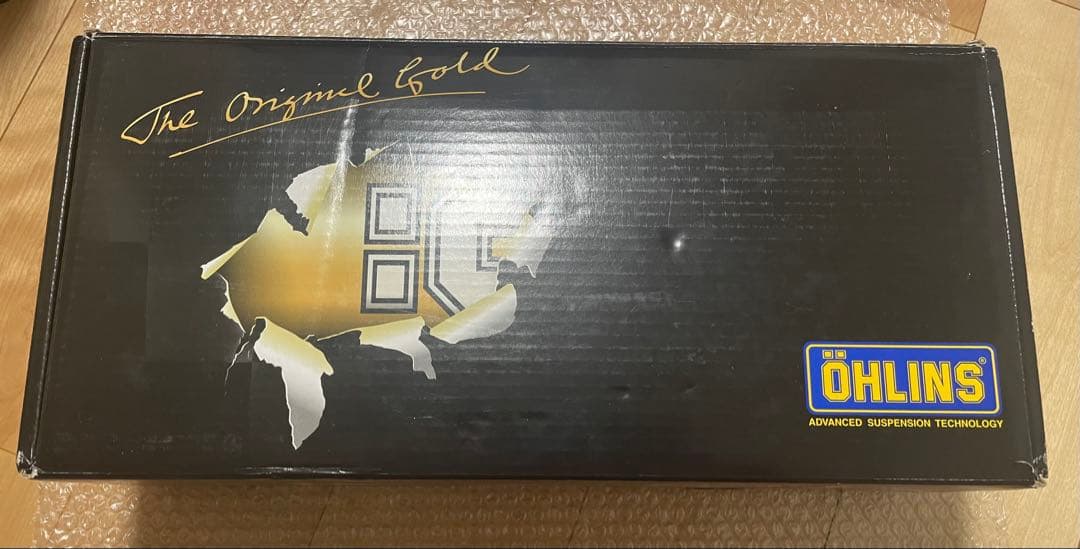 The Original Gold
ÖHLINS®
ADVANCED SUSPENSION TECHNOLOGY